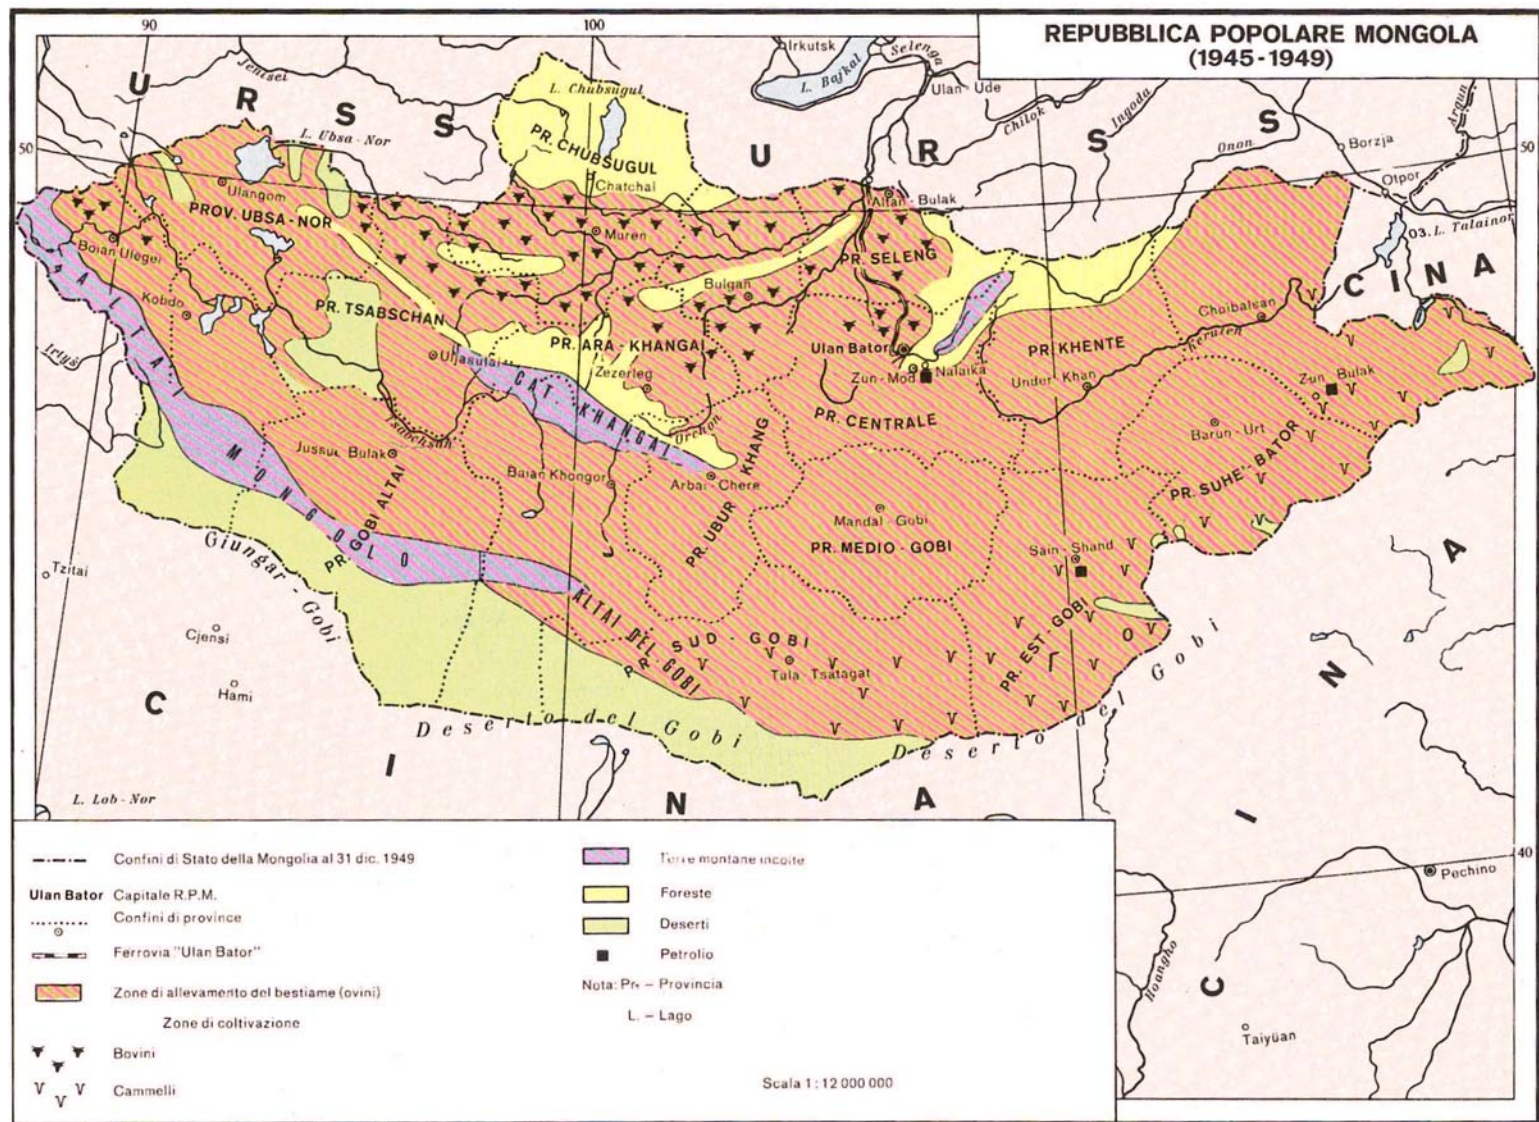 REPUBBLICA POPOLARE MONGOLA
(1945-1949)
90
100
50
50
40
40
U R S S
U R S S
CINA
C I N A
C I N A
Jenisei
L. Ubsa-Nor
L. Chubsugul
Irkutsk
L. Bajkal
Selenga
Ulan-Ude
Chilok
Ingoda
Onon
Borzja
Argun
Otpor
03. L. Talainor
PR. CHUBSUGUL
Chatchal
Ulangom
PROV. UBSA-NOR
Boian Ulegei
Kobdo
Muren
Altan-Bulak
PR. SELENG
Bulgan
PR. TSABSCHAN
Uljasutai
PR. ARA-KHANGAI
Zezerleg
Ulan Bator
Zun-Mod
Nalaika
PR. KHENTE
Under-Khan
Choibalsan
Kerulen
Zun Bulak
Irtyš
ALTAI
MONGOLO
CAT. KHANGAI
Orchon
Tsabchsan
PR. CENTRALE
Barun-Urt
PR. SUHE-BATOR
Jussur Bulak
PR. GOBI ALTAI
Baian Khongor
Arbai-Chere
PR. UBUR KHANG
Mandal-Gobi
PR. MEDIO-GOBI
Sain-Shand
Giungar-Gobi
Tzitai
Cjensi
Hami
ALTAI DEL GOBI
PR. SUD-GOBI
Tala-Tsatagat
PR. EST-GOBI
Deserto del Gobi
Deserto del Gobi
L. Lob-Nor
Hoangho
Pechino
Taiyüan
Confini di Stato della Mongolia al 31 dic. 1949
Ulan Bator Capitale R.P.M.
Confini di province
Ferrovia "Ulan Bator"
Zone di allevamento del bestiame (ovini)
Zone di coltivazione
Bovini
Cammelli
Terre montane incolte
Foreste
Deserti
Petrolio
Nota: Pr. – Provincia
L. – Lago
Scala 1 : 12 000 000